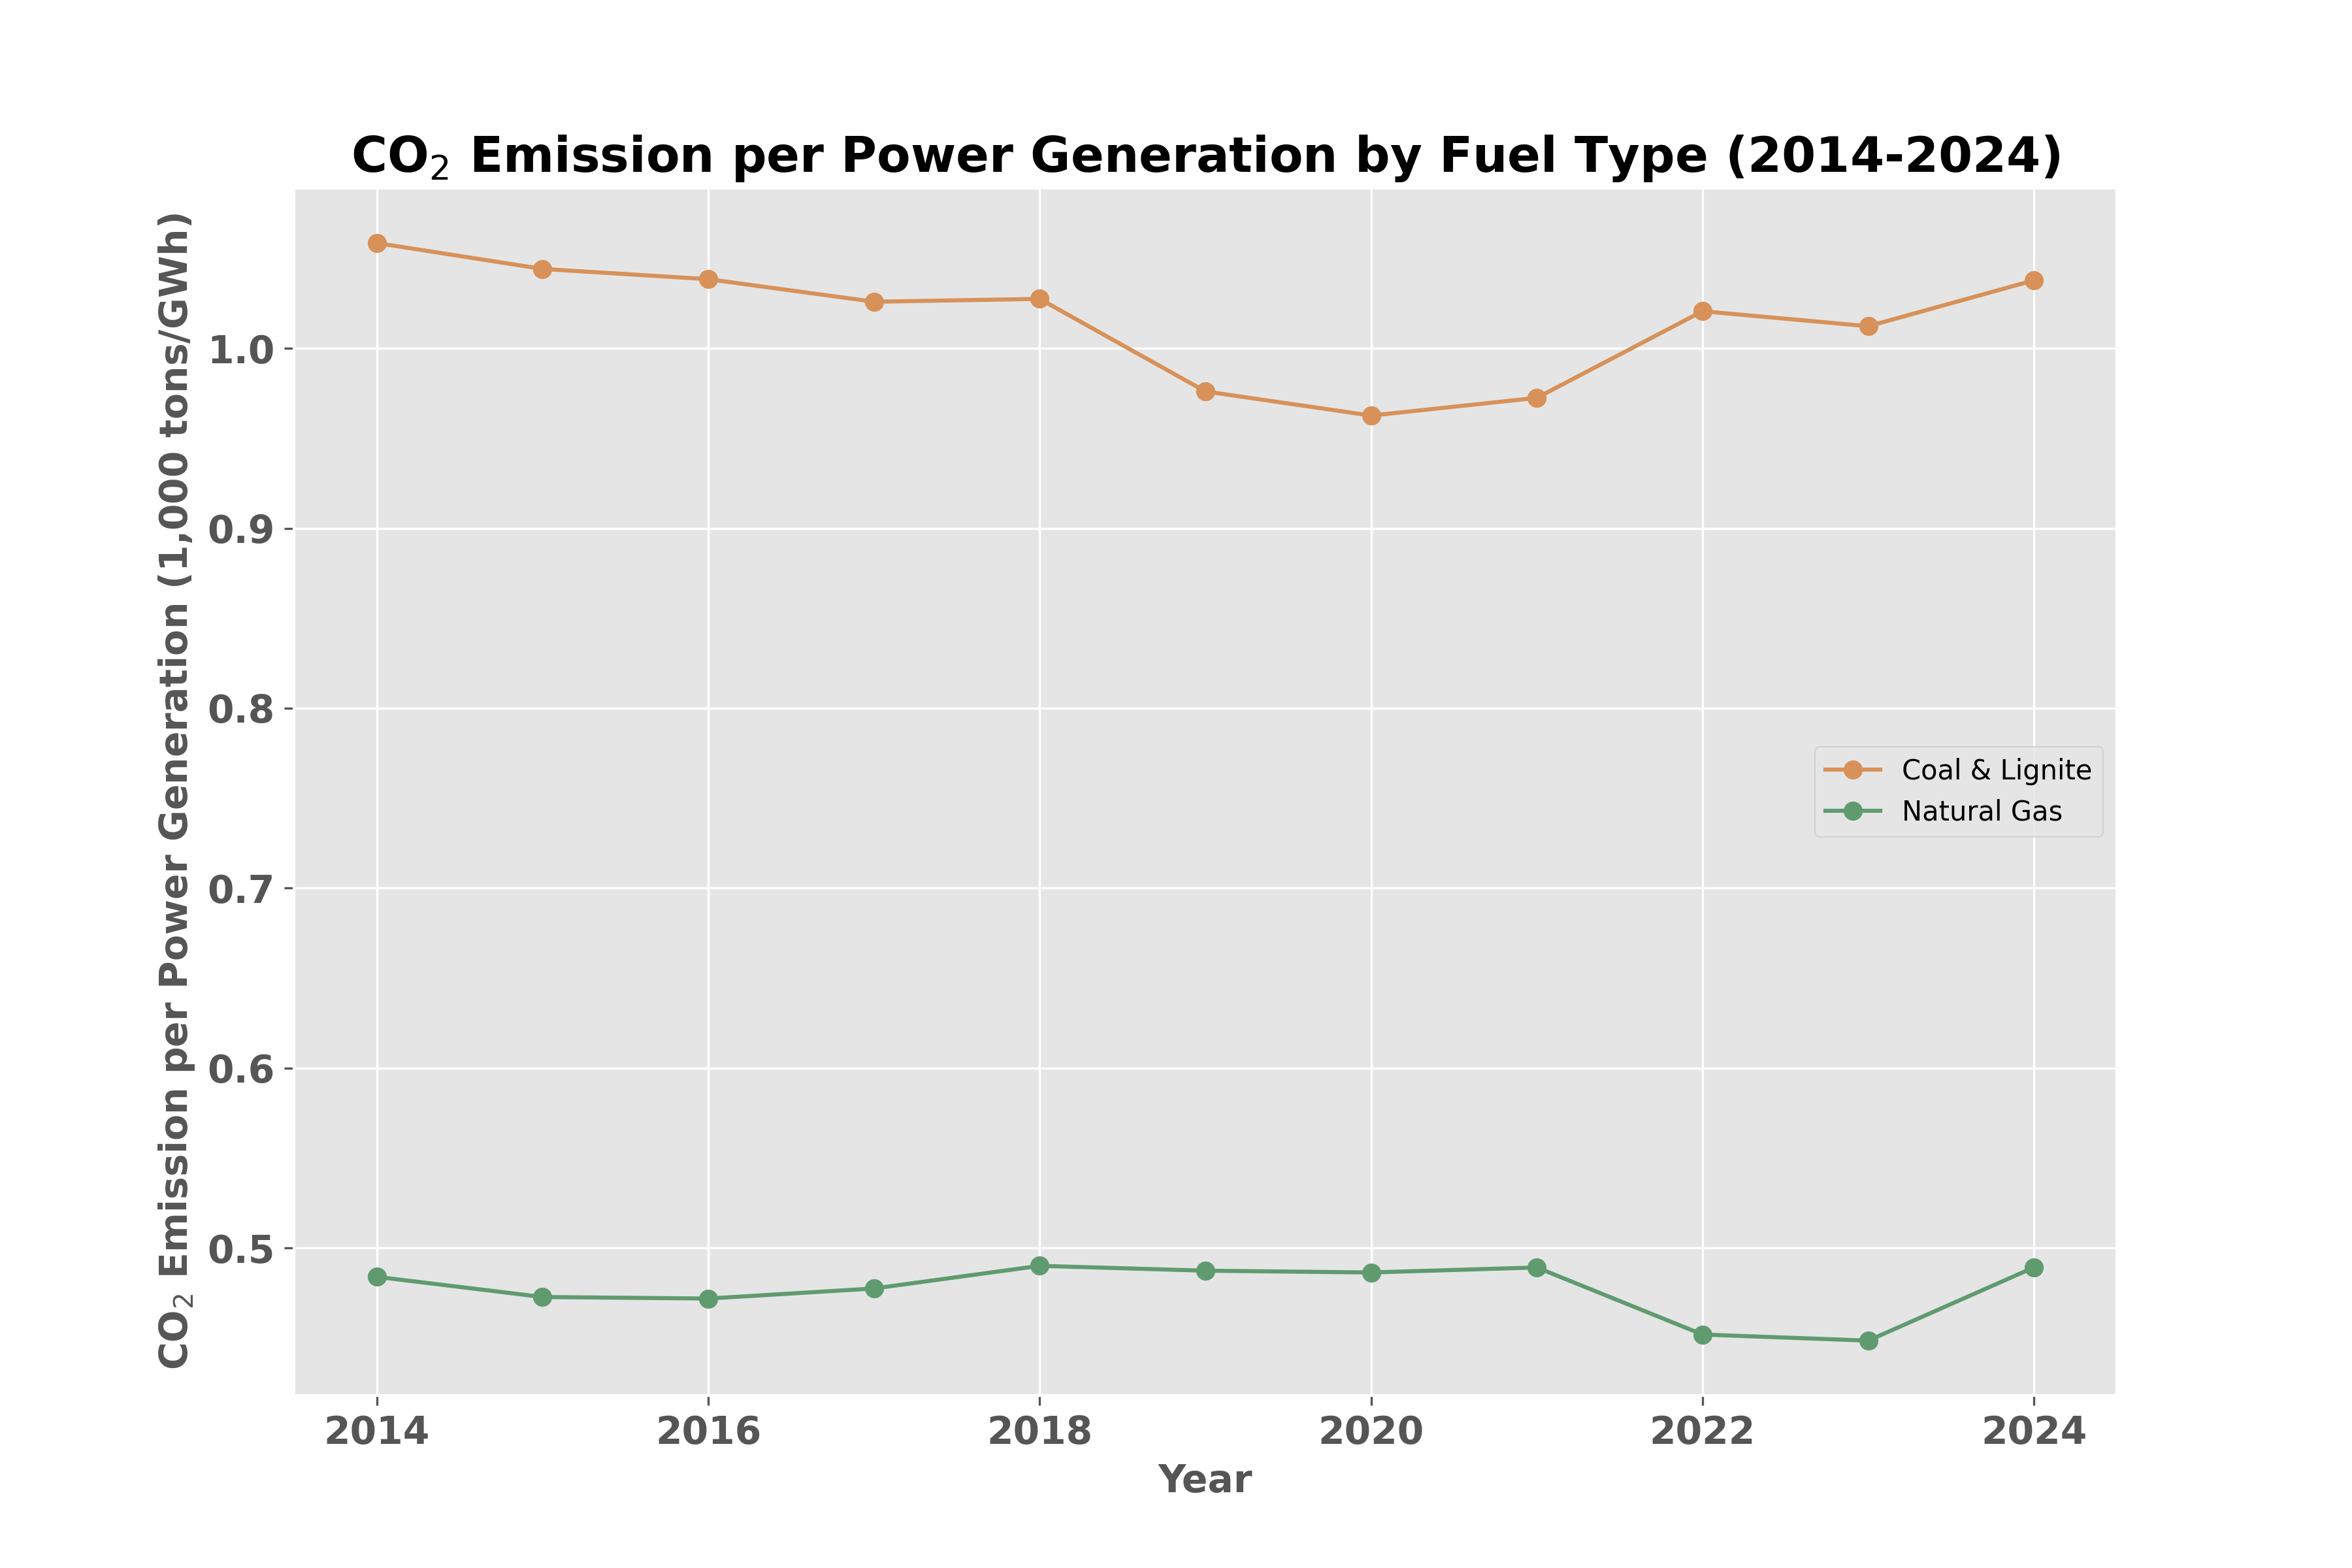 CO₂ Emission per Power Generation by Fuel Type (2014-2024)
CO₂ Emission per Power Generation (1,000 tons/GWh)
1.0
0.9
0.8
0.7
0.6
0.5
Coal & Lignite
Natural Gas
2014 2016 2018 2020 2022 2024
Year